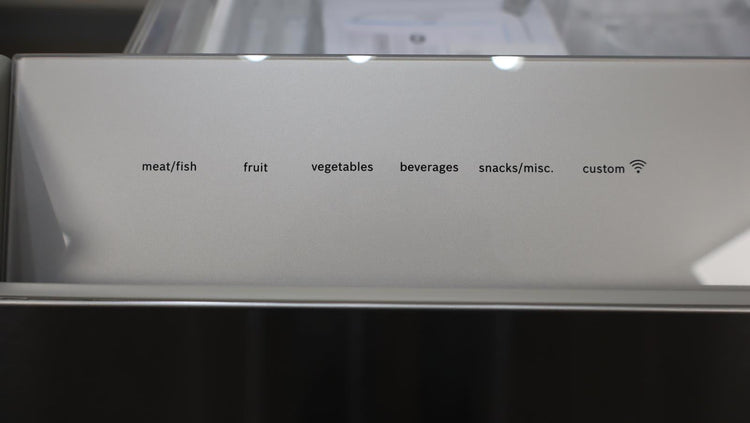 meat/fish fruit vegetables beverages snacks/misc. custom